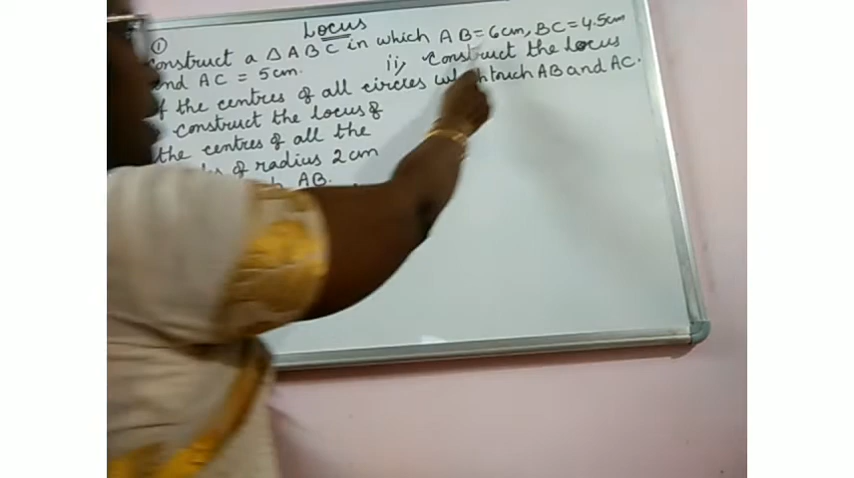 Locus
①
Construct a △ABC in which AB=6cm, BC=4.5cm
and AC = 5cm. ii, Construct the locus
of the centres of all circles which touch AB and AC.
construct the locus of
the centres of all the
of radius 2cm
AB.